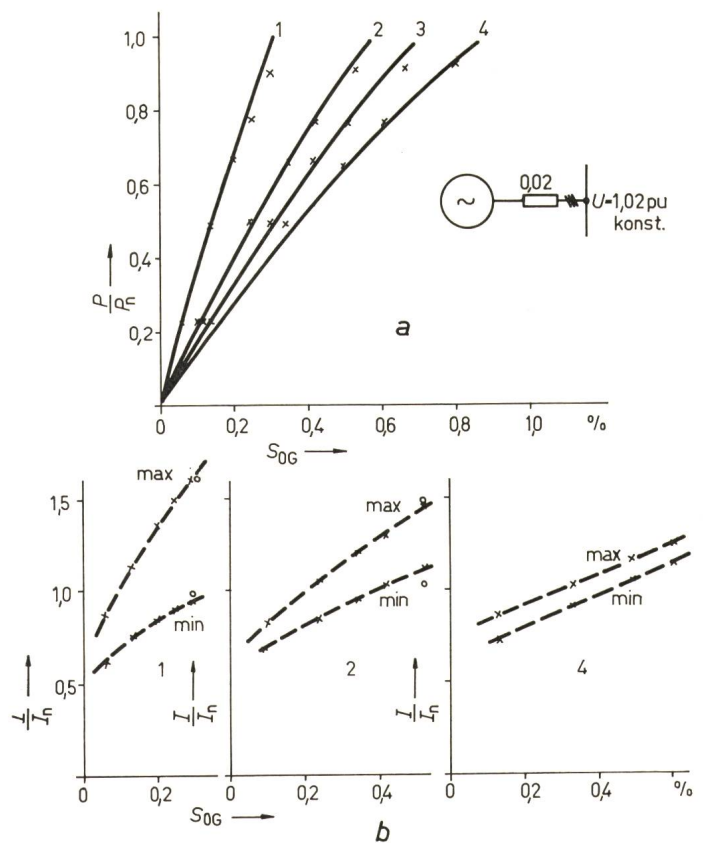 1 2 3 4
1,0
0,8
0,6
0,4
0,2
P/Pn
0 0,2 0,4 0,6 0,8 1,0 %
S0G
0,02
~
U=1,02pu
konst.
a
1,5
1,0
0,5
I/In
max
min
1
0 0,2
S0G
I/In
max
min
2
0 0,2 0,4
I/In
max
min
4
0 0,2 0,4 %
b